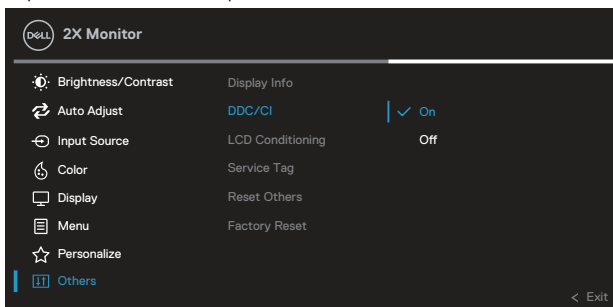 DELL 2X Monitor
Brightness/Contrast Display Info
Auto Adjust DDC/CI On
Input Source LCD Conditioning Off
Color Service Tag
Display Reset Others
Menu Factory Reset
Personalize
Others
< Exit